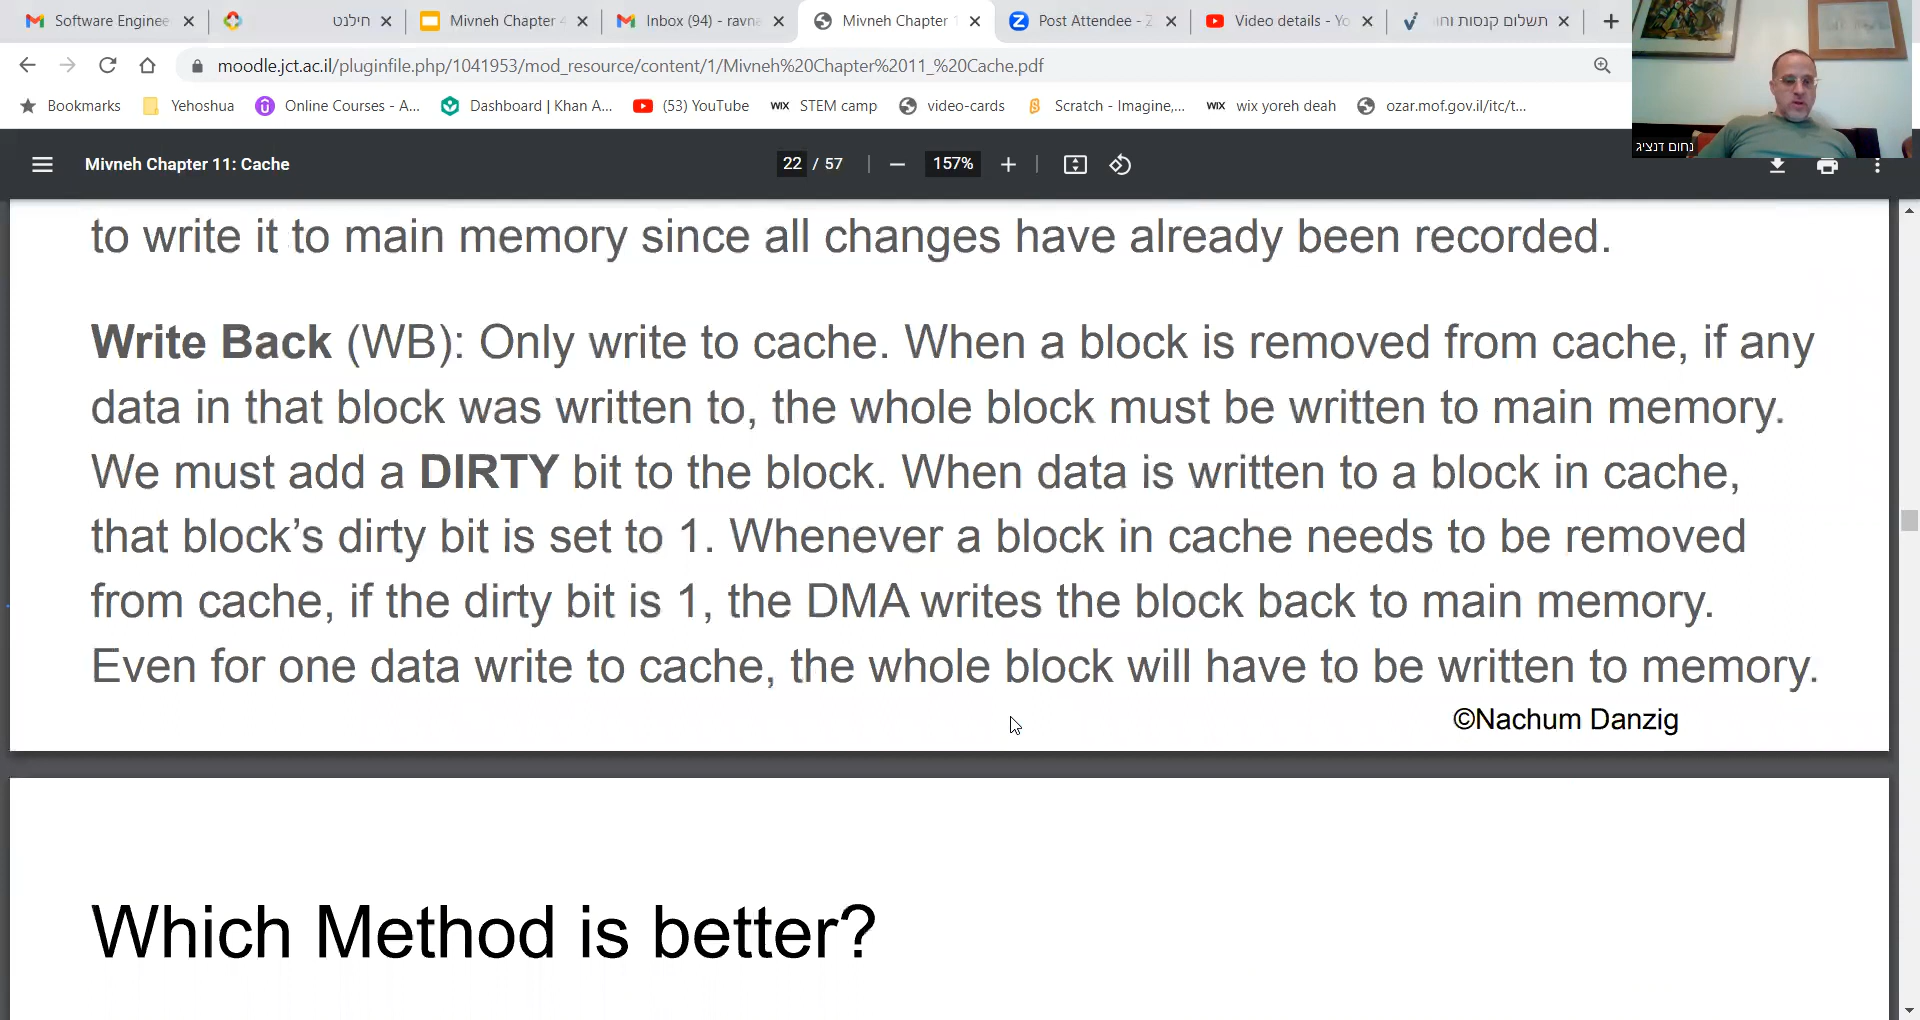 Software Enginee
חילנט
Mivneh Chapter
Inbox (94) - ravna
Mivneh Chapter
Post Attendee - Z
Video details - Yo
תשלום קנסות וחו
moodle.jct.ac.il/pluginfile.php/1041953/mod_resource/content/1/Mivneh%20Chapter%2011_%20Cache.pdf
Bookmarks Yehoshua Online Courses - A... Dashboard | Khan A... (53) YouTube WIX STEM camp video-cards Scratch - Imagine,... WIX wix yoreh deah ozar.mof.gov.il/itc/t...
נחום דנציג
Mivneh Chapter 11: Cache 22 / 57 157%
to write it to main memory since all changes have already been recorded.
Write Back (WB): Only write to cache. When a block is removed from cache, if any
data in that block was written to, the whole block must be written to main memory.
We must add a DIRTY bit to the block. When data is written to a block in cache,
that block’s dirty bit is set to 1. Whenever a block in cache needs to be removed
from cache, if the dirty bit is 1, the DMA writes the block back to main memory.
Even for one data write to cache, the whole block will have to be written to memory.
©Nachum Danzig
Which Method is better?